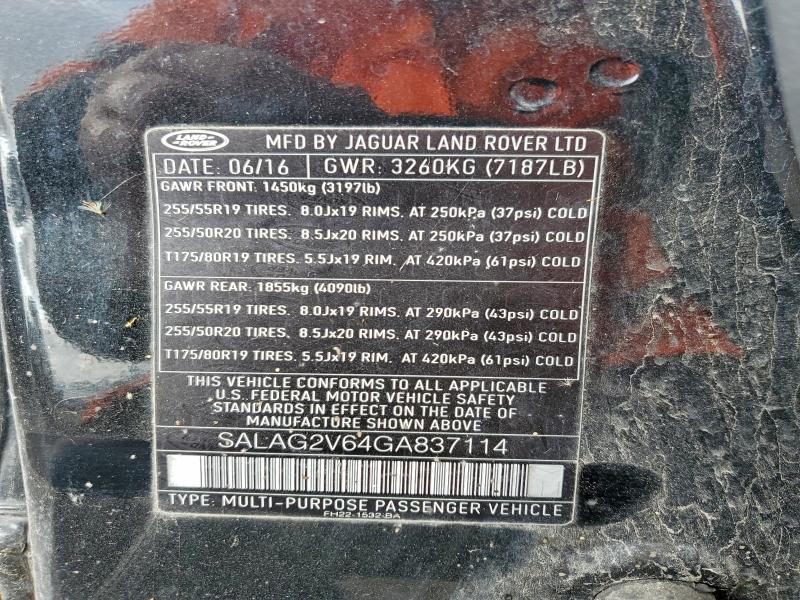 LAND-ROVER MFD BY JAGUAR LAND ROVER LTD
DATE: 06/16 GWR: 3260KG (7187LB)
GAWR FRONT: 1450kg (3197lb)
255/55R19 TIRES. 8.0Jx19 RIMS. AT 250kPa (37psi) COLD
255/50R20 TIRES. 8.5Jx20 RIMS. AT 250kPa (37psi) COLD
T175/80R19 TIRES. 5.5Jx19 RIM. AT 420kPa (61psi) COLD
GAWR REAR: 1855kg (4090lb)
255/55R19 TIRES. 8.0Jx19 RIMS. AT 290kPa (43psi) COLD
255/50R20 TIRES. 8.5Jx20 RIMS. AT 290kPa (43psi) COLD
T175/80R19 TIRES. 5.5Jx19 RIM. AT 420kPa (61psi) COLD
THIS VEHICLE CONFORMS TO ALL APPLICABLE
U.S. FEDERAL MOTOR VEHICLE SAFETY
STANDARDS IN EFFECT ON THE DATE OF
MANUFACTURE SHOWN ABOVE
SALAG2V64GA837114
TYPE: MULTI-PURPOSE PASSENGER VEHICLE
FH22-1532-BA